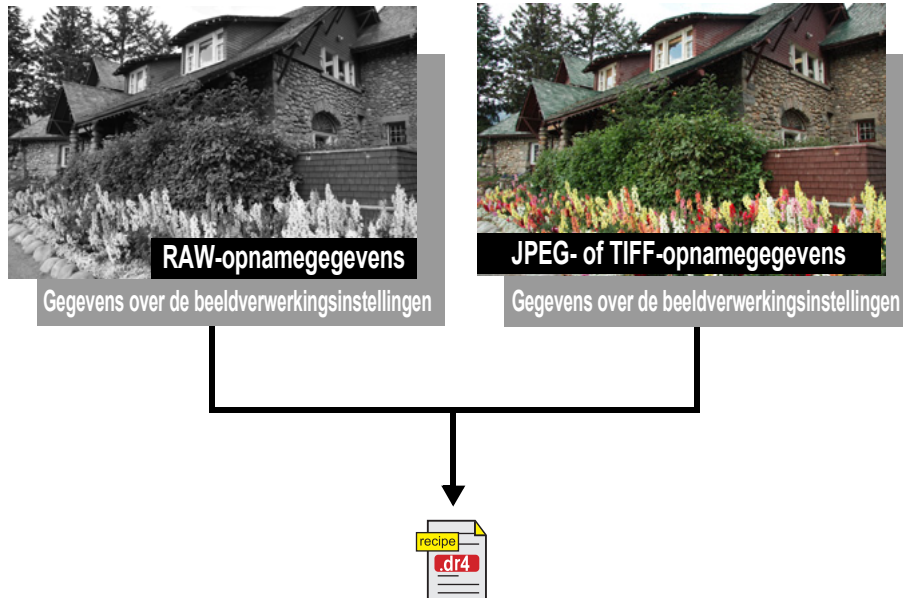 RAW-opnamegegevens
Gegevens over de beeldverwerkingsinstellingen
JPEG- of TIFF-opnamegegevens
Gegevens over de beeldverwerkingsinstellingen
recipe
.dr4